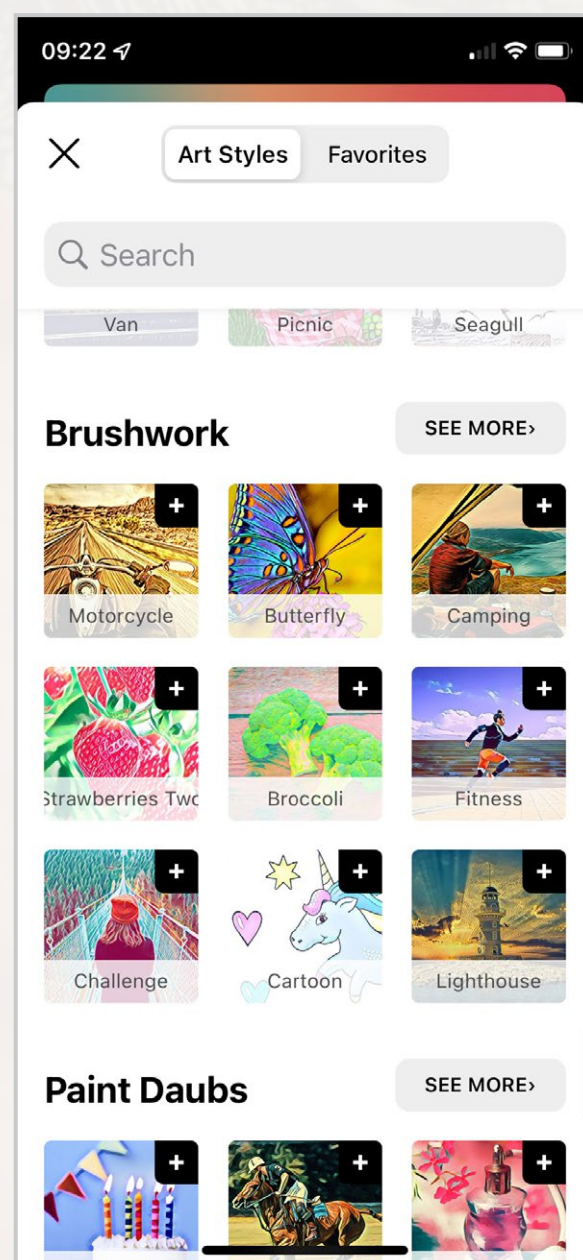 09:22
Art Styles Favorites
Search
Van Picnic Seagull
Brushwork SEE MORE›
+ + +
Motorcycle Butterfly Camping
+ + +
Strawberries Two Broccoli Fitness
+ + +
Challenge Cartoon Lighthouse
Paint Daubs SEE MORE›
+ + +